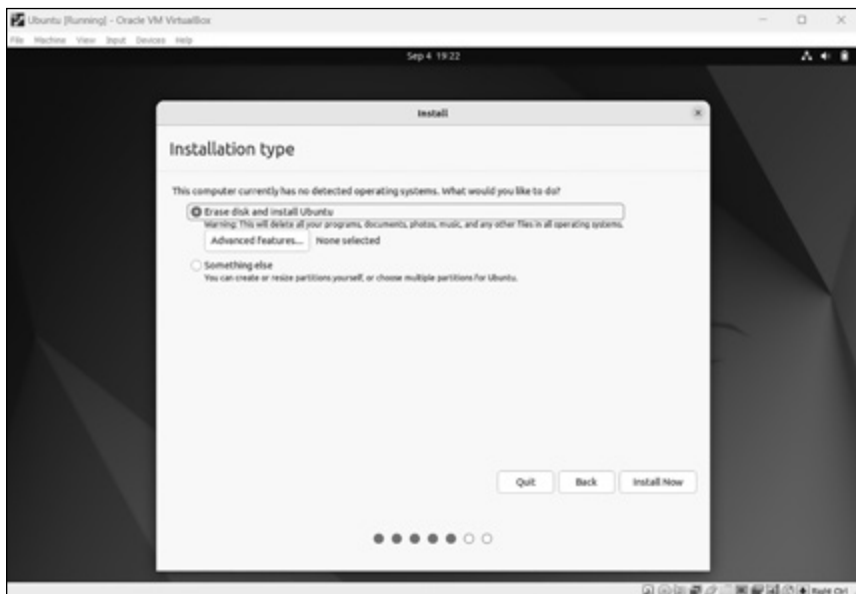 Ubuntu [Running] - Oracle VM VirtualBox
File Machine View Input Devices Help
Sep 4 19:22
Install
Installation type
This computer currently has no detected operating systems. What would you like to do?
Erase disk and install Ubuntu
Warning: This will delete all your programs, documents, photos, music, and any other files in all operating systems.
Advanced features... None selected
Something else
You can create or resize partitions yourself, or choose multiple partitions for Ubuntu.
Quit Back Install Now
Right Ctrl